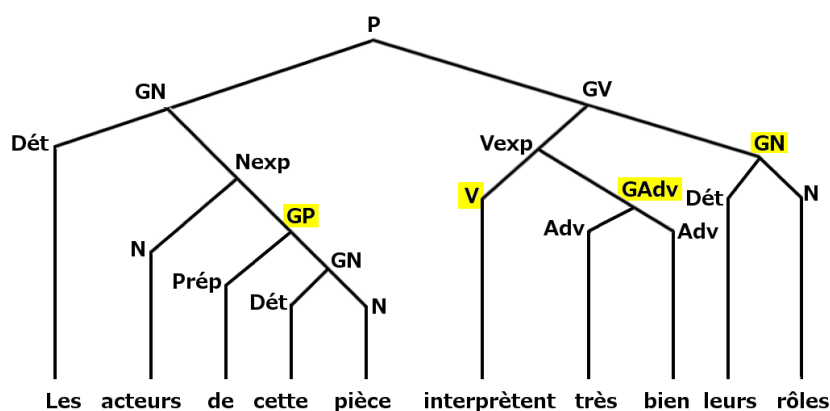 P
GN GV
Dét Nexp Vexp GN
GP V GAdv Dét N
N Adv Adv
Prép GN
Dét N
Les acteurs de cette pièce interprètent très bien leurs rôles